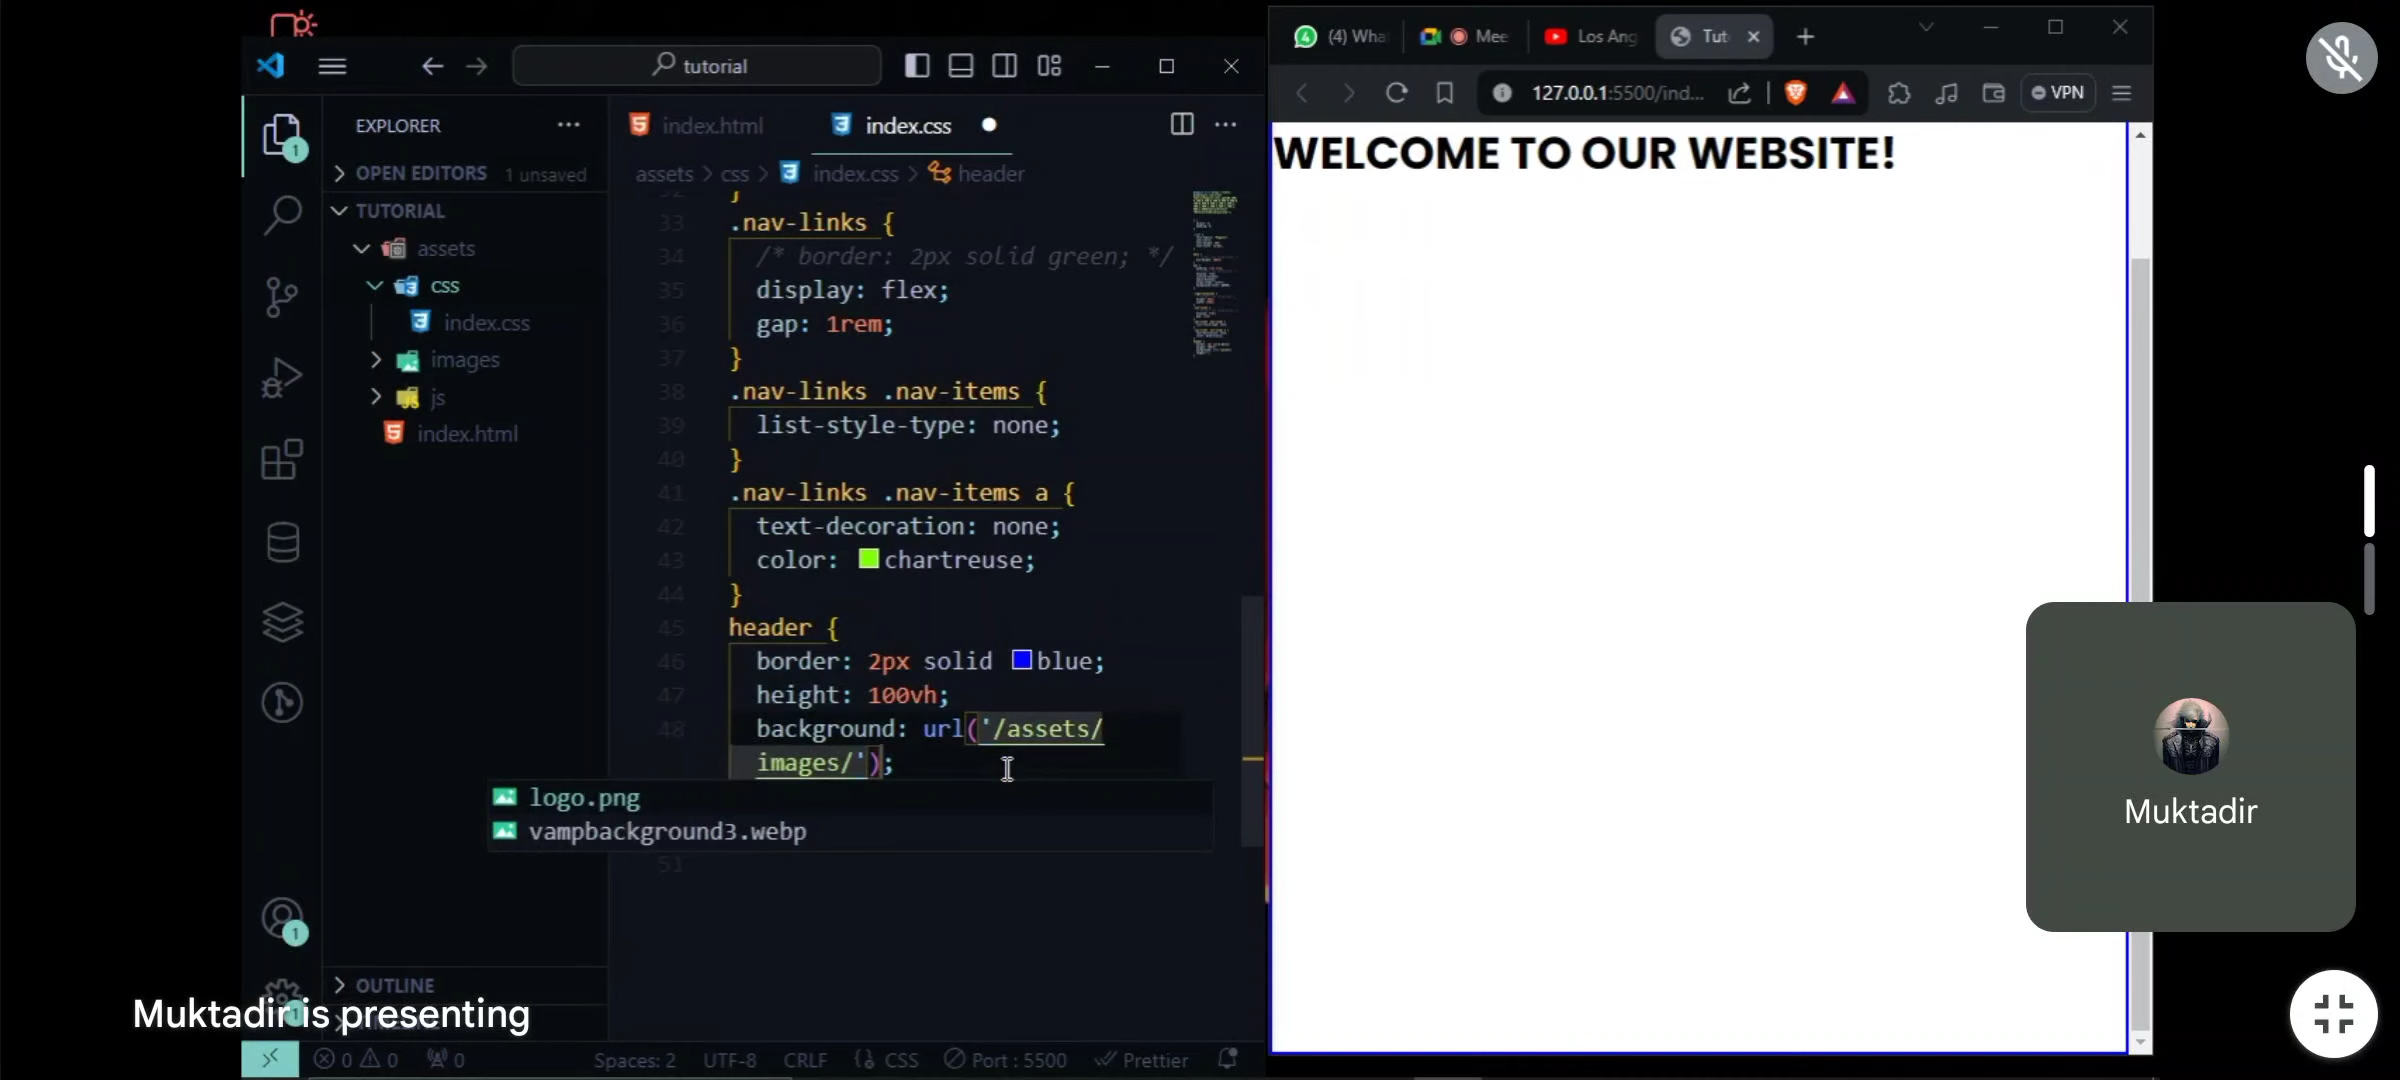 tutorial
EXPLORER
OPEN EDITORS 1 unsaved
TUTORIAL
assets
css
index.css
images
js
index.html
OUTLINE
index.html
index.css
assets > css > index.css > header
}
33 .nav-links {
34 /* border: 2px solid green; */
35 display: flex;
36 gap: 1rem;
37 }
38 .nav-links .nav-items {
39 list-style-type: none;
40 }
41 .nav-links .nav-items a {
42 text-decoration: none;
43 color: chartreuse;
44 }
45 header {
46 border: 2px solid blue;
47 height: 100vh;
48 background: url('/assets/
images/');
logo.png
vampbackground3.webp
51
1
1
1
Muktadir is presenting
0 0 0 Spaces: 2 UTF-8 CRLF CSS Port : 5500 Prettier
(4) Wha
Mee
Los Ang
Tut
127.0.0.1:5500/ind...
VPN
WELCOME TO OUR WEBSITE!
Muktadir